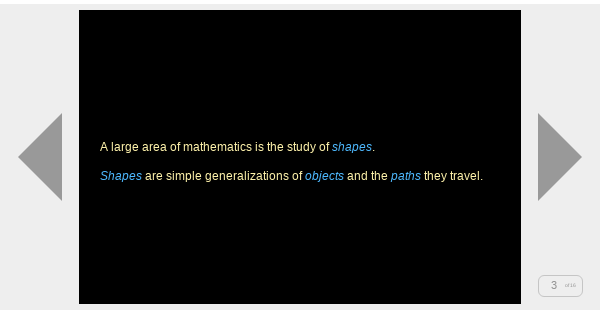 A large area of mathematics is the study of shapes.
Shapes are simple generalizations of objects and the paths they travel.
3 of 16